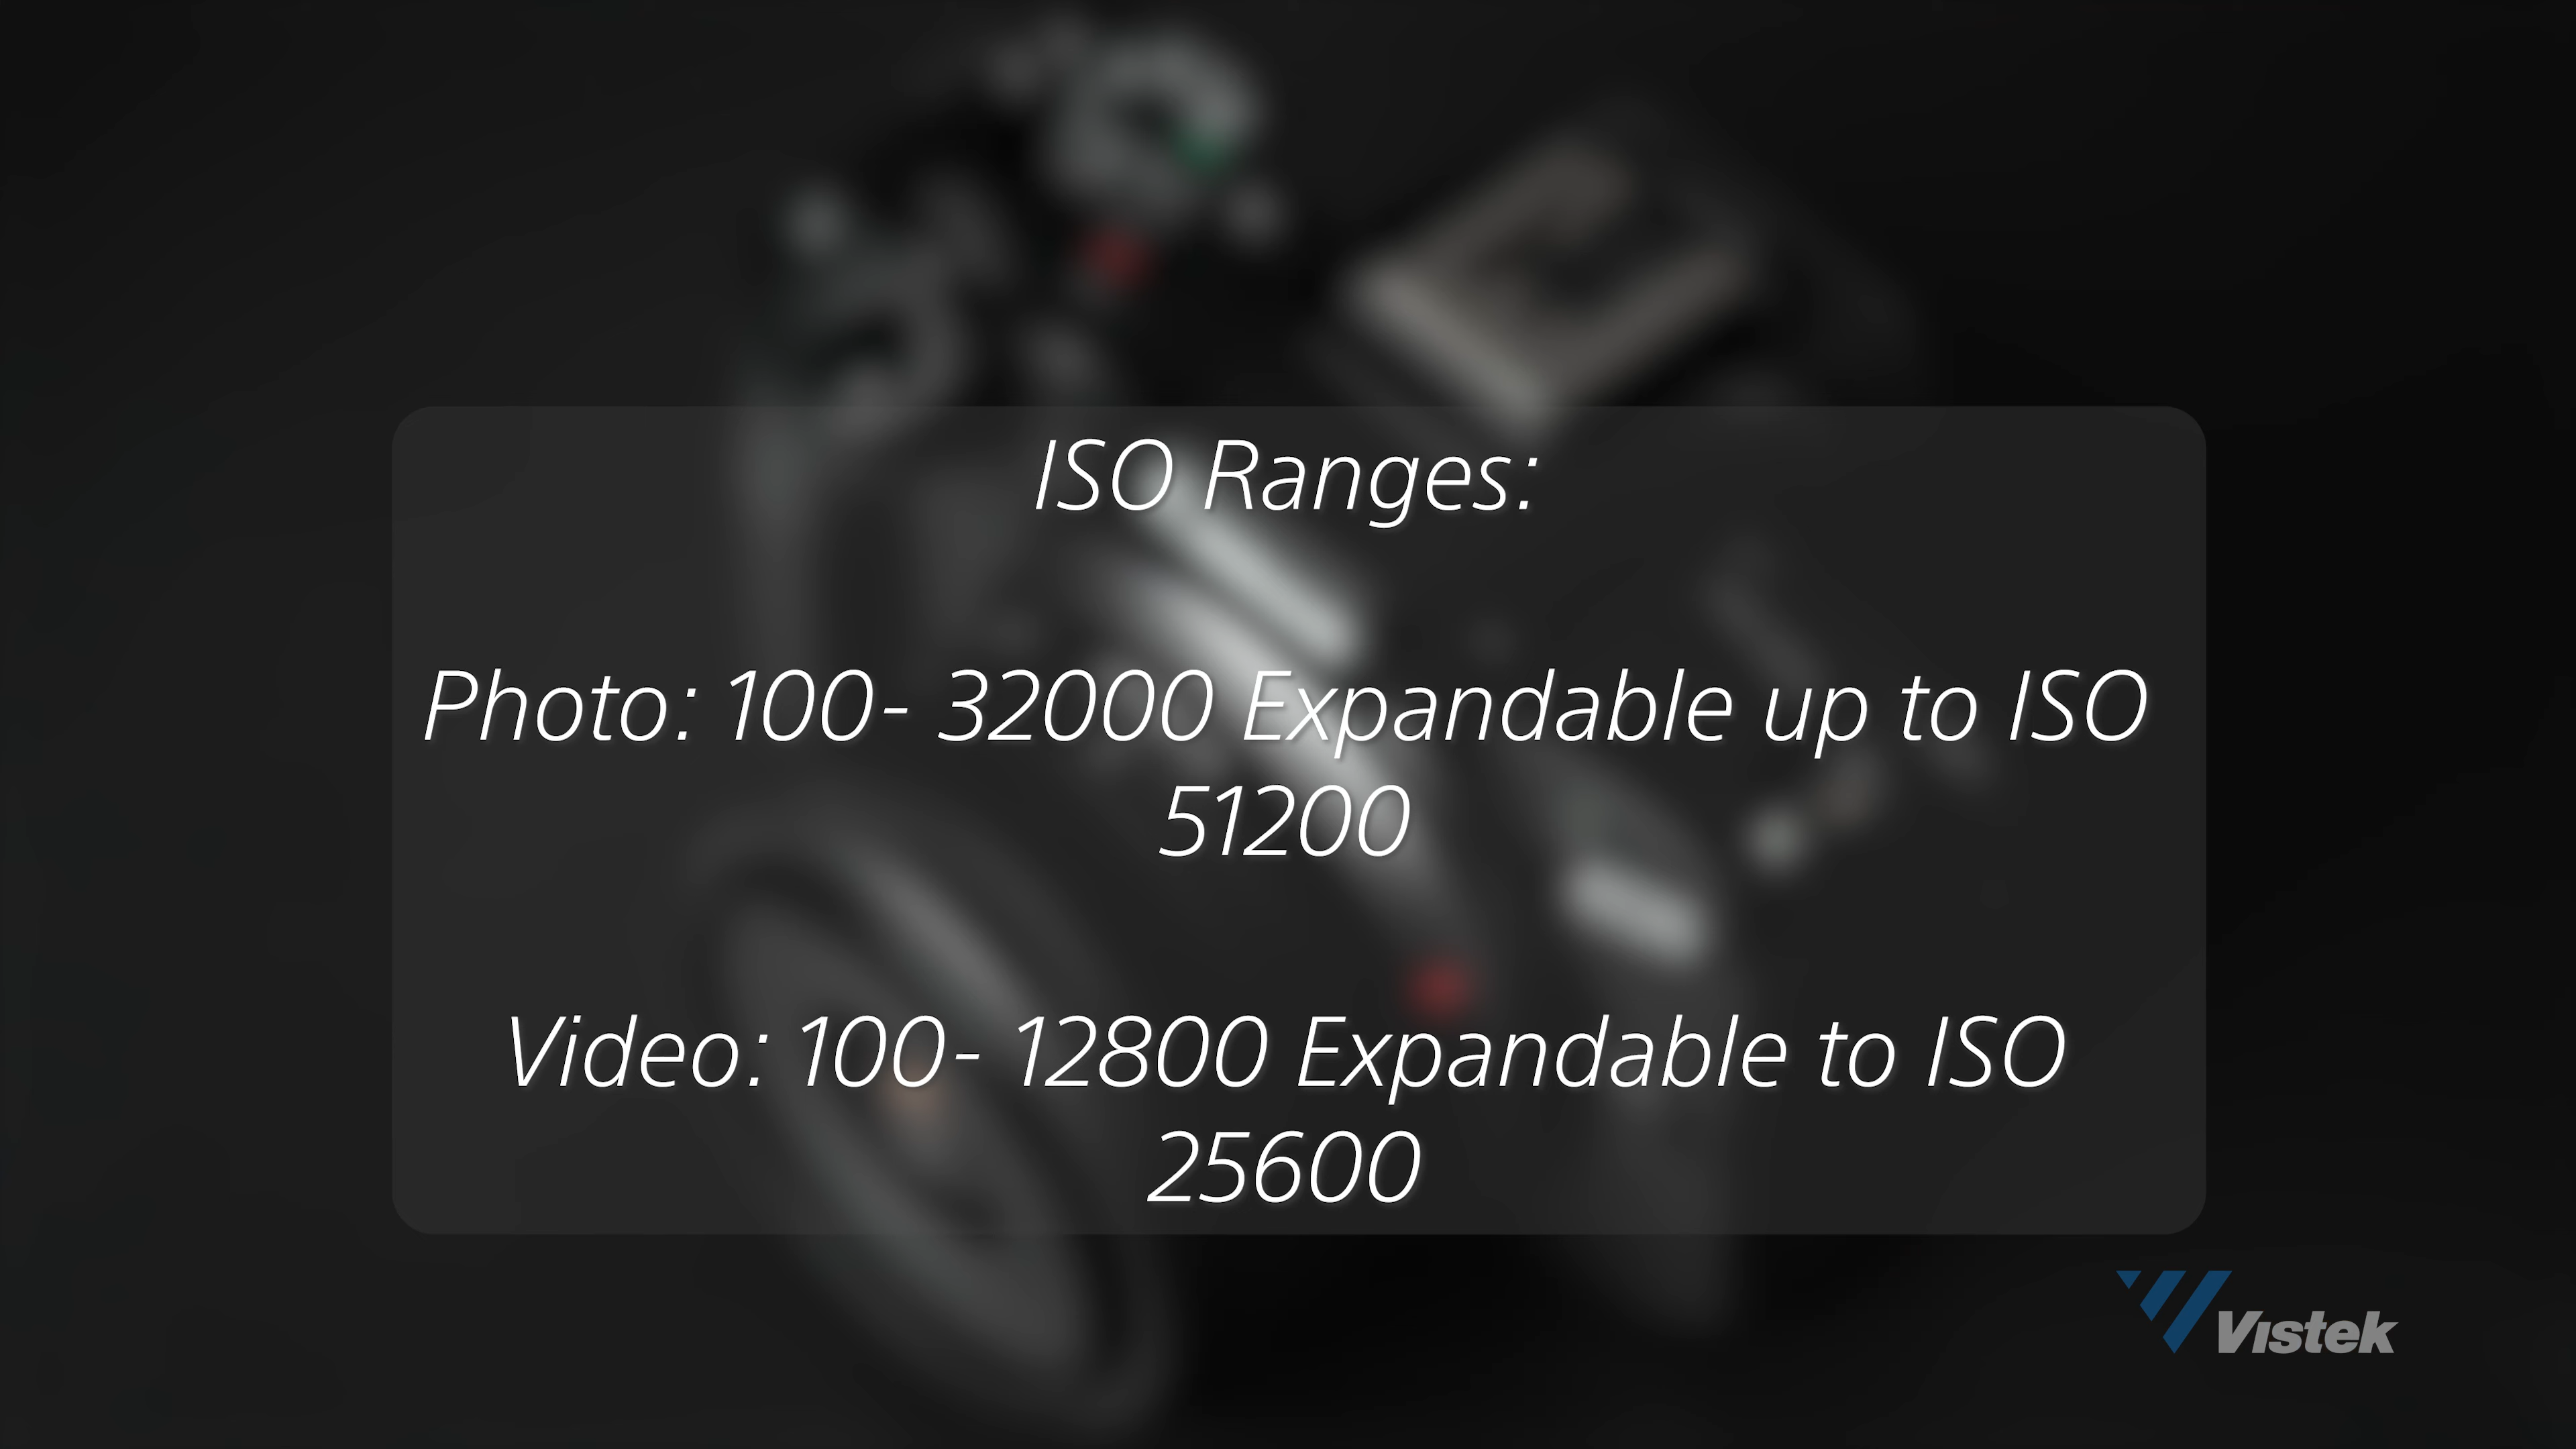 ISO Ranges:
Photo: 100- 32000 Expandable up to ISO
51200
Video: 100- 12800 Expandable to ISO
25600
Vistek